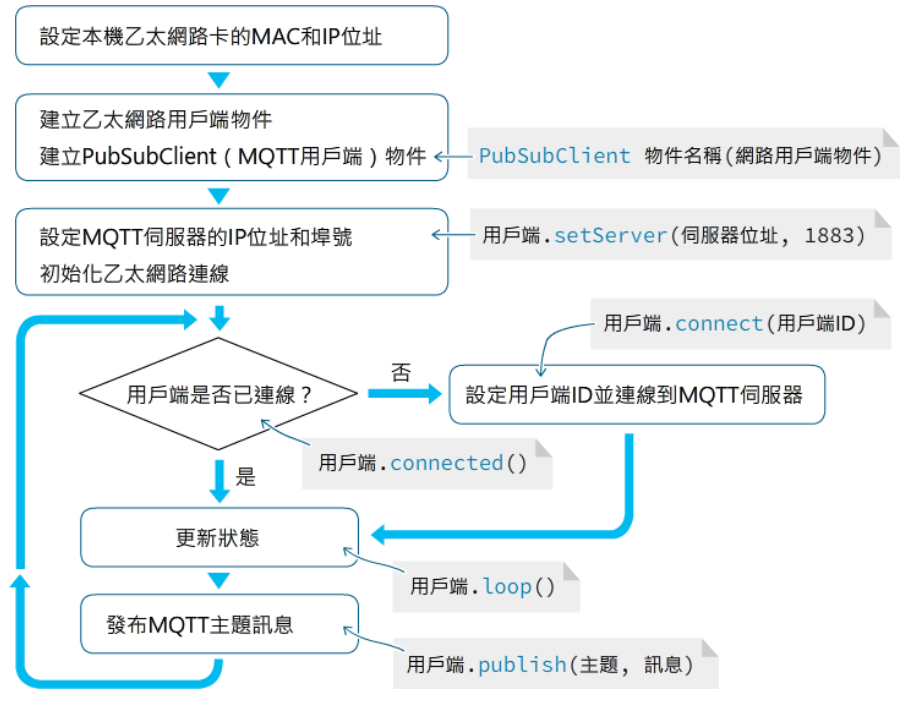 設定本機乙太網路卡的MAC和IP位址
建立乙太網路用戶端物件
建立PubSubClient（MQTT用戶端）物件
PubSubClient 物件名稱(網路用戶端物件)
設定MQTT伺服器的IP位址和埠號
初始化乙太網路連線
用戶端.setServer(伺服器位址, 1883)
用戶端.connect(用戶端ID)
用戶端是否已連線？
否
設定用戶端ID並連線到MQTT伺服器
用戶端.connected()
是
更新狀態
用戶端.loop()
發布MQTT主題訊息
用戶端.publish(主題, 訊息)